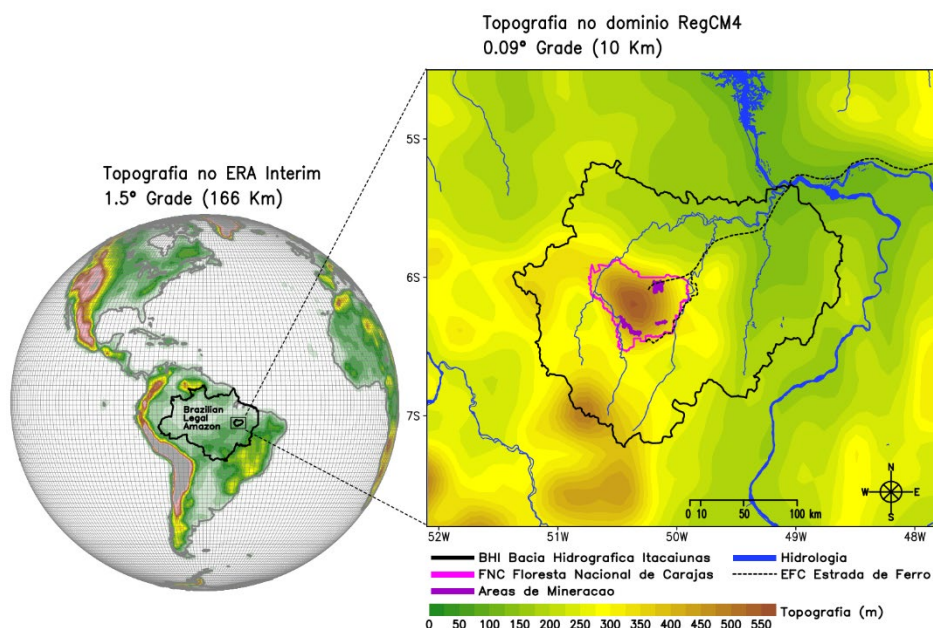 Topografia no dominio RegCM4
0.09° Grade (10 Km)
Topografia no ERA Interim
1.5° Grade (166 Km)
Brazilian
Legal
Amazon
5S
6S
7S
N
W E
S
0 10 50 100 km
52W 51W 50W 49W 48W
BHI Bacia Hidrografica Itacaiunas
Hidrologia
FNC Floresta Nacional de Carajas
EFC Estrada de Ferro
Areas de Mineracao
Topografia (m)
0 50 100 150 200 250 300 350 400 450 500 550